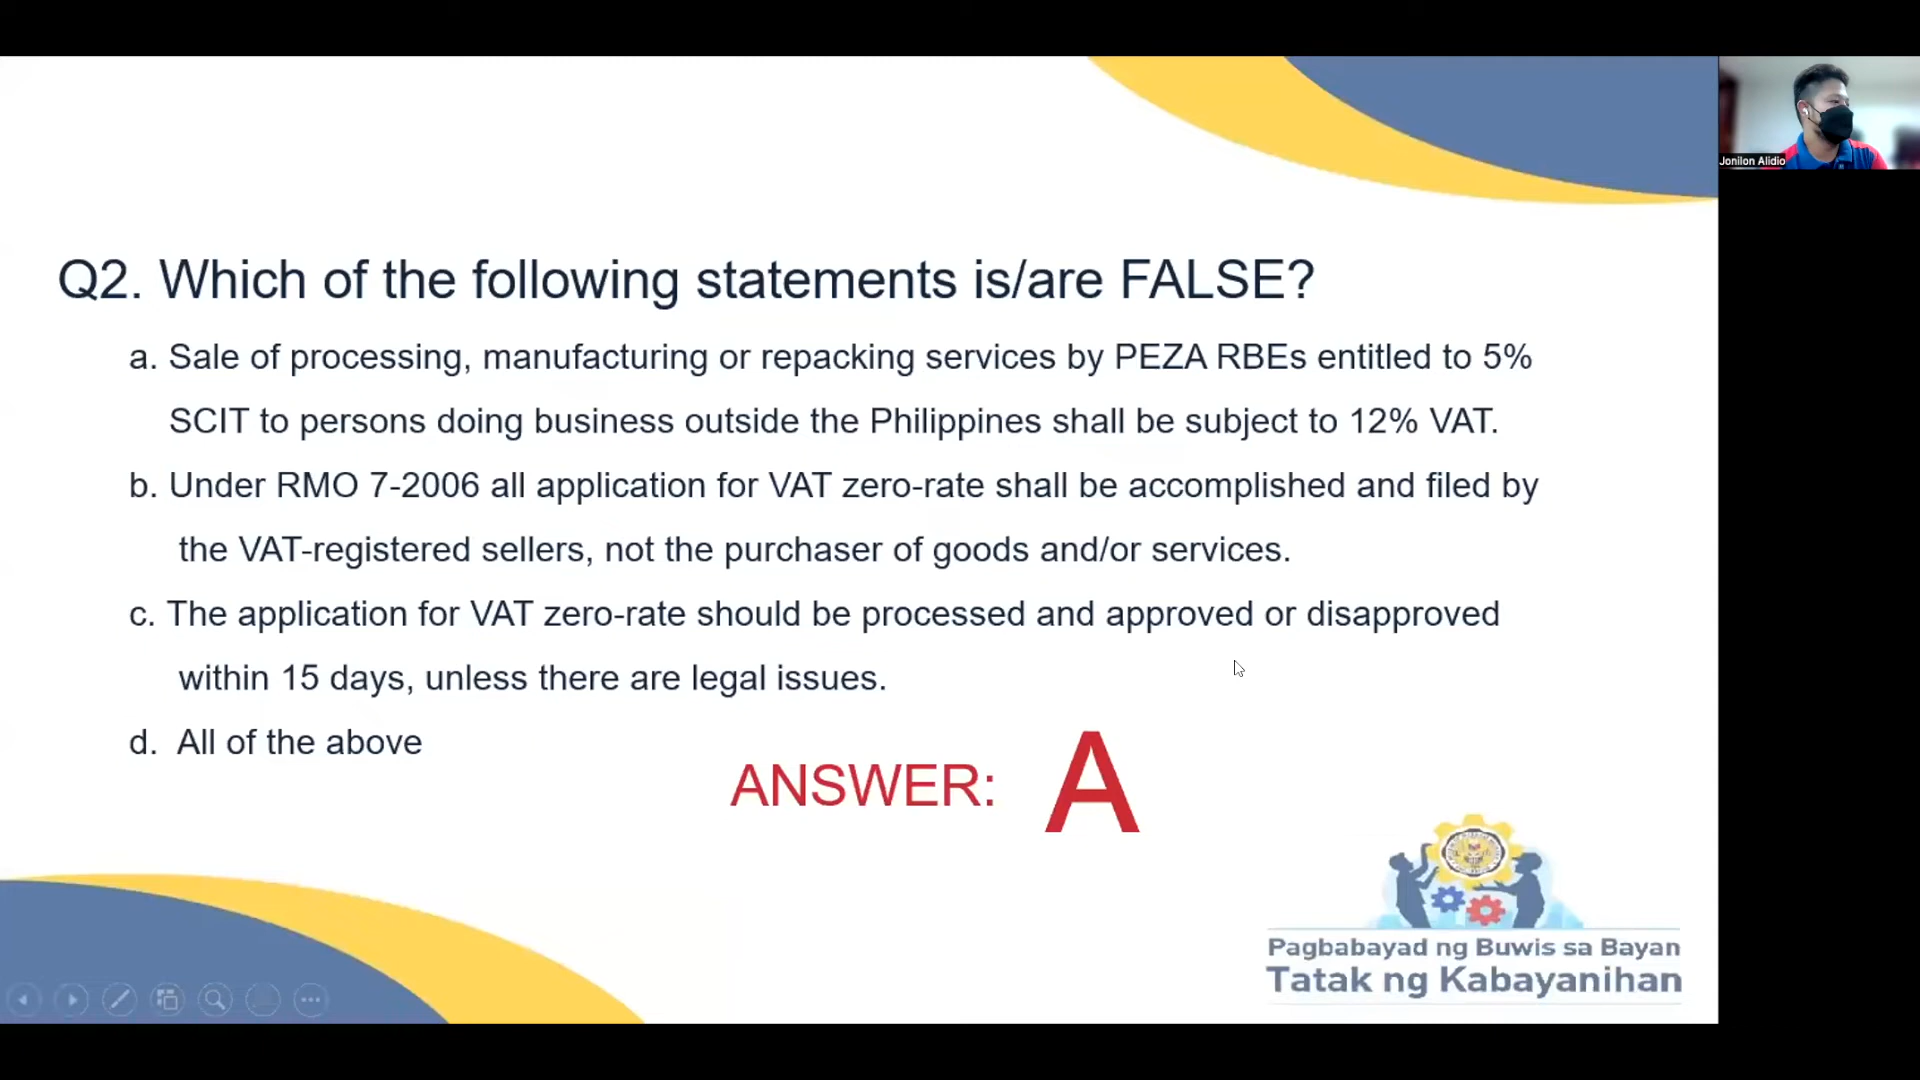 Jonilon Alidio
Q2. Which of the following statements is/are FALSE?
a. Sale of processing, manufacturing or repacking services by PEZA RBEs entitled to 5%
SCIT to persons doing business outside the Philippines shall be subject to 12% VAT.
b. Under RMO 7-2006 all application for VAT zero-rate shall be accomplished and filed by
the VAT-registered sellers, not the purchaser of goods and/or services.
c. The application for VAT zero-rate should be processed and approved or disapproved
within 15 days, unless there are legal issues.
d. All of the above
ANSWER: A
Pagbabayad ng Buwis sa Bayan
Tatak ng Kabayanihan